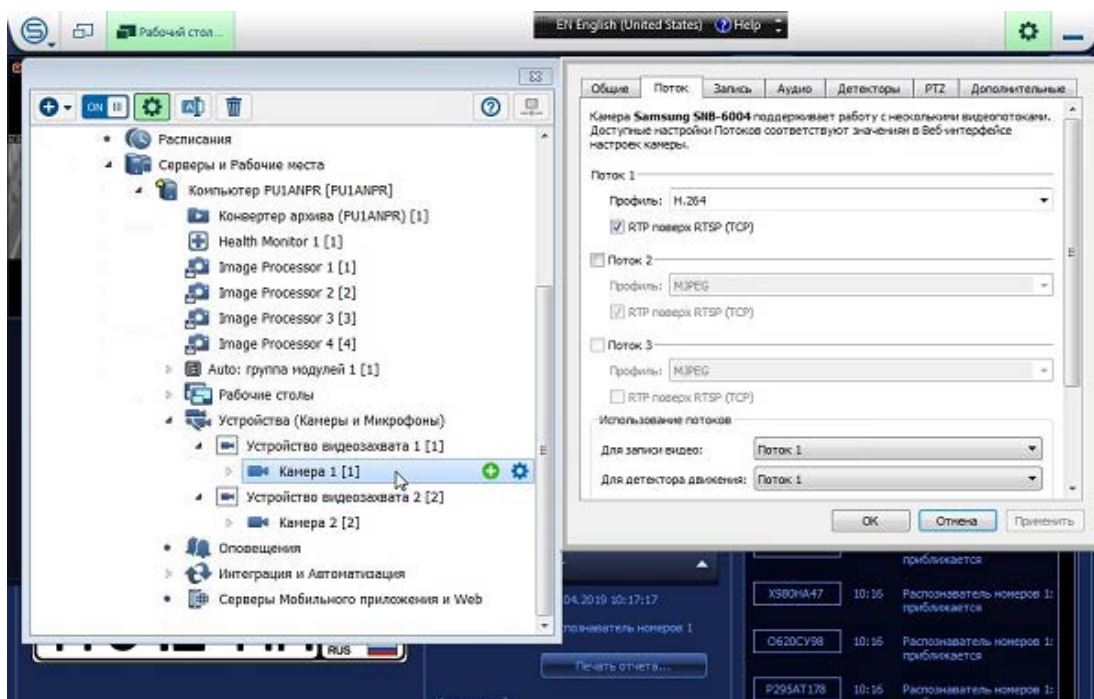 EN English (United States) Help
Рабочий стол...
ON
Расписания
Серверы и Рабочие места
Компьютер PU1ANPR [PU1ANPR]
Конвертер архива (PU1ANPR) [1]
Health Monitor 1 [1]
Image Processor 1 [1]
Image Processor 2 [2]
Image Processor 3 [3]
Image Processor 4 [4]
Auto: группа модулей 1 [1]
Рабочие столы
Устройства (Камеры и Микрофоны)
Устройство видеозахвата 1 [1]
Камера 1 [1]
Устройство видеозахвата 2 [2]
Камера 2 [2]
Оповещения
Интеграция и Автоматизация
Серверы Мобильного приложения и Web
Общие Поток Запись Аудио Детекторы PTZ Дополнительные
Камера Samsung SNB-6004 поддерживает работу с несколькими видеопотоками.
Доступные настройки Потоков соответствуют значениям в Веб-интерфейсе
настроек камеры.
Поток 1
Профиль: H.264
RTP поверх RTSP (TCP)
Поток 2
Профиль: MJPEG
RTP поверх RTSP (TCP)
Поток 3
Профиль: MJPEG
RTP поверх RTSP (TCP)
Использование потоков
Для записи видео: Поток 1
Для детектора движения: Поток 1
OK Отмена Применить
приближается
04.2019 10:17:17
X980HA47 10:16 Распознаватель номеров 1:
приближается
познаватель номеров 1
O620CY98 10:16 Распознаватель номеров 1:
приближается
RUS
Печать отчета...
P295AT178 10:16 Распознаватель номеров 1: